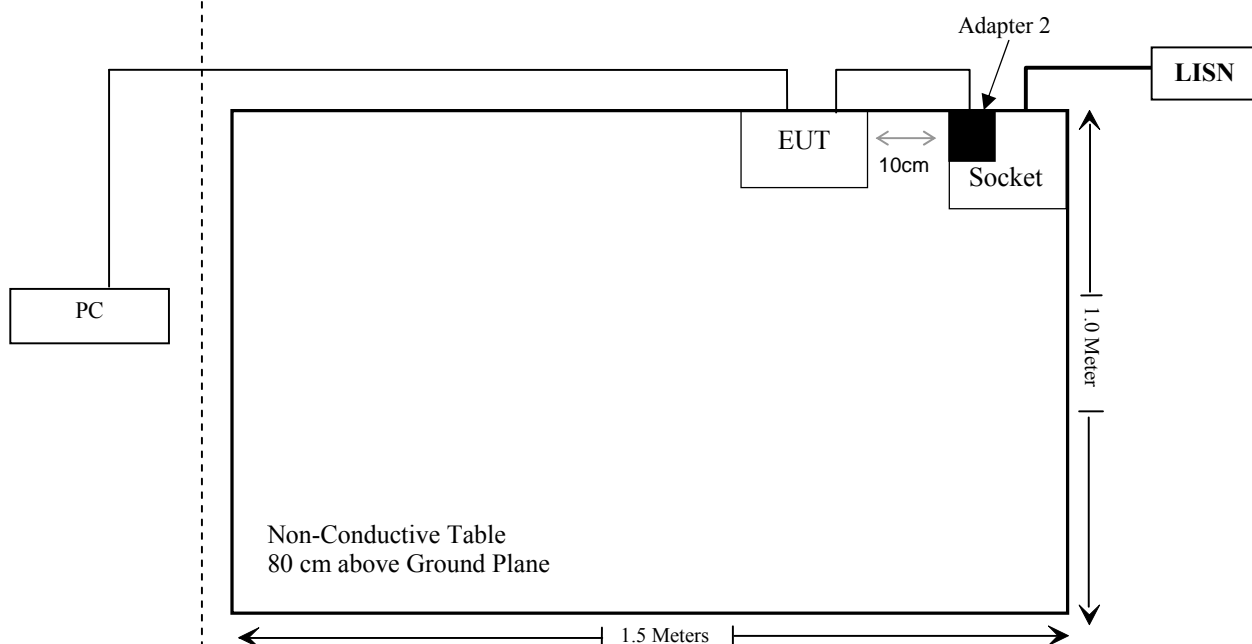 Adapter 2
LISN
EUT
10cm
Socket
PC
1.0 Meter
Non-Conductive Table
80 cm above Ground Plane
1.5 Meters